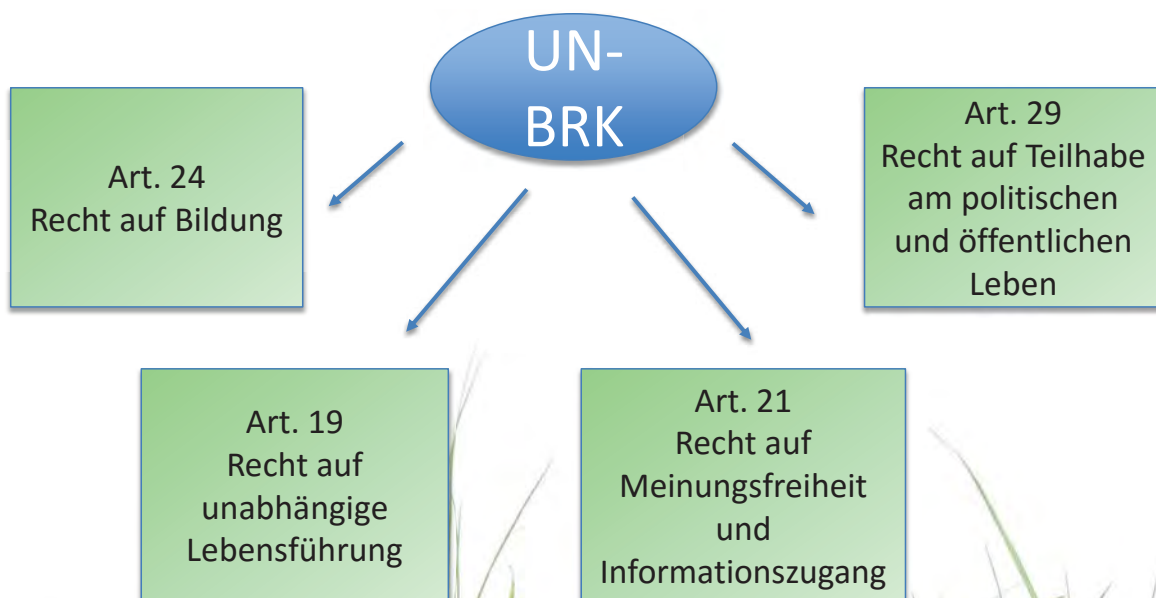 UN-
BRK
Art. 24
Recht auf Bildung
Art. 29
Recht auf Teilhabe
am politischen
und öffentlichen
Leben
Art. 19
Recht auf
unabhängige
Lebensführung
Art. 21
Recht auf
Meinungsfreiheit
und
Informationszugang